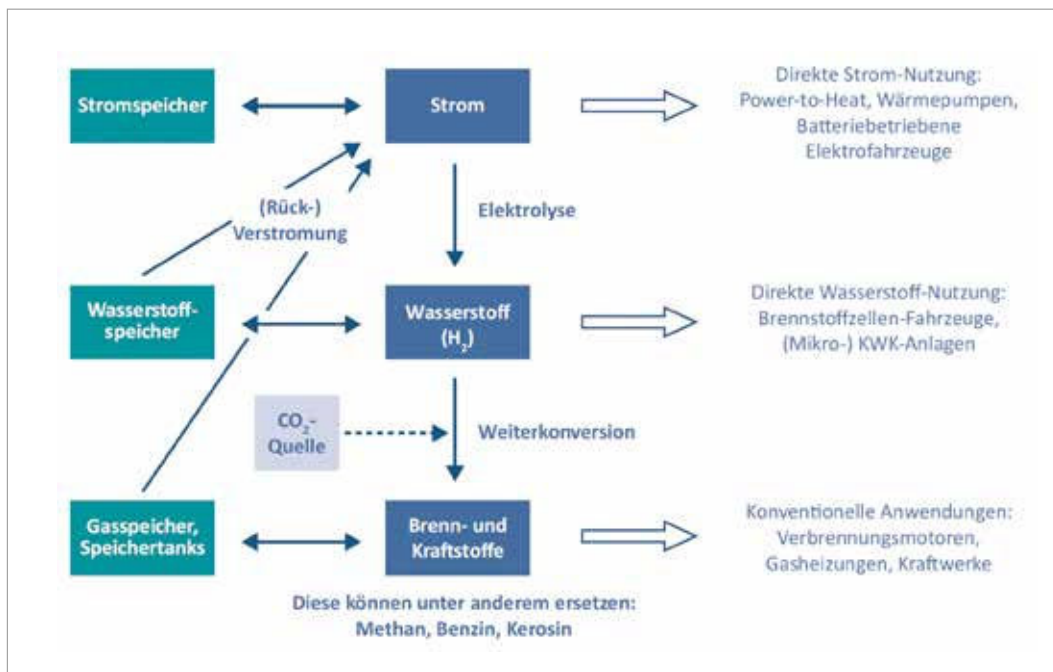 Stromspeicher
Strom
Direkte Strom-Nutzung:
Power-to-Heat, Wärmepumpen,
Batteriebetriebene
Elektrofahrzeuge
(Rück-)
Verstromung
Elektrolyse
Wasserstoff-
speicher
Wasserstoff
(H₂)
Direkte Wasserstoff-Nutzung:
Brennstoffzellen-Fahrzeuge,
(Mikro-) KWK-Anlagen
CO₂-
Quelle
Weiterkonversion
Gasspeicher,
Speichertanks
Brenn- und
Kraftstoffe
Konventionelle Anwendungen:
Verbrennungsmotoren,
Gasheizungen, Kraftwerke
Diese können unter anderem ersetzen:
Methan, Benzin, Kerosin